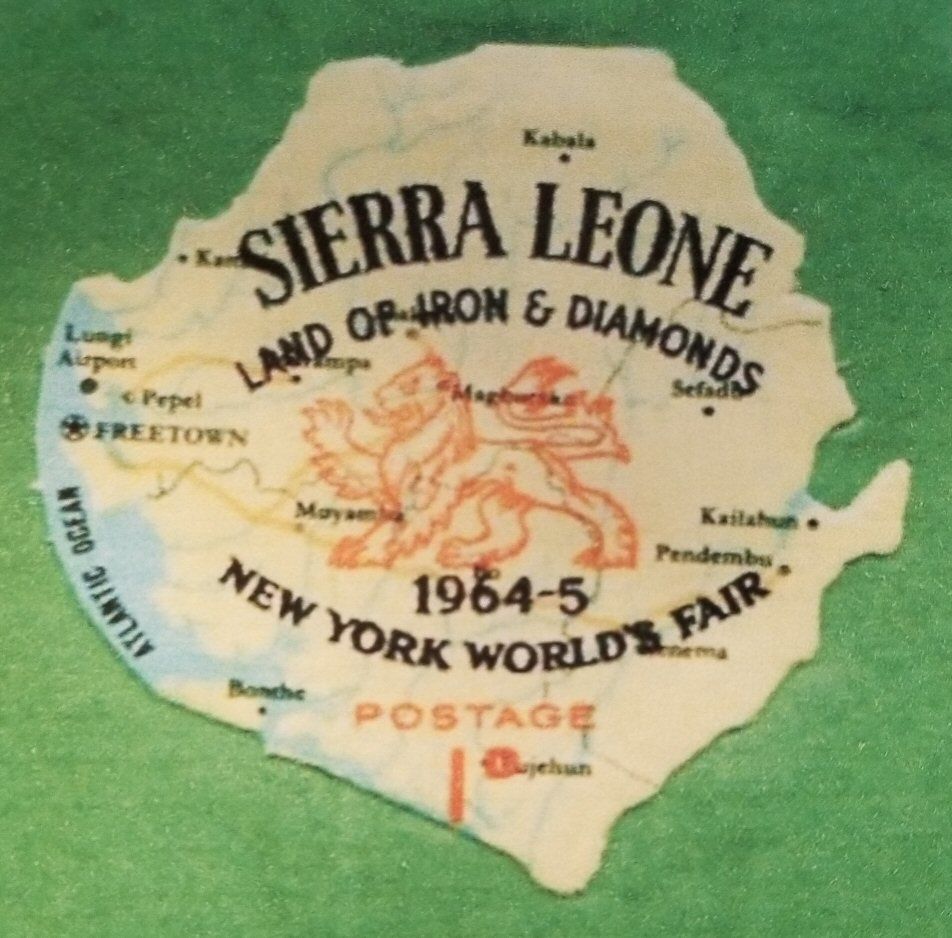 Kabala
SIERRA LEONE
LAND OF IRON & DIAMONDS
Lungi
Airport
Pepel
FREETOWN
Sefadu
ATLANTIC OCEAN
Kailahun
Pendembu
1964-5
NEW YORK WORLD'S FAIR
Bonthe
POSTAGE
1